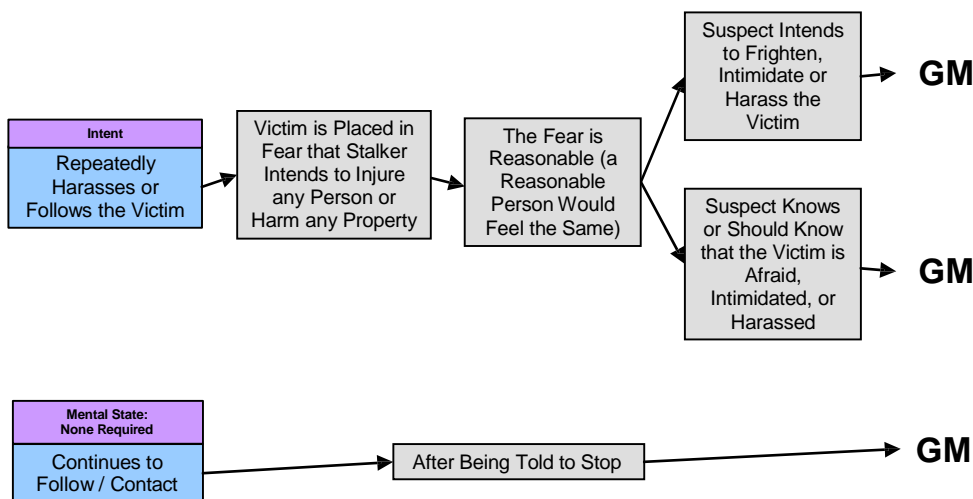 Intent
Repeatedly
Harasses or
Follows the Victim
Victim is Placed in
Fear that Stalker
Intends to Injure
any Person or
Harm any Property
The Fear is
Reasonable (a
Reasonable
Person Would
Feel the Same)
Suspect Intends
to Frighten,
Intimidate or
Harass the
Victim
GM
Suspect Knows
or Should Know
that the Victim is
Afraid,
Intimidated, or
Harassed
GM
Mental State:
None Required
Continues to
Follow / Contact
After Being Told to Stop
GM